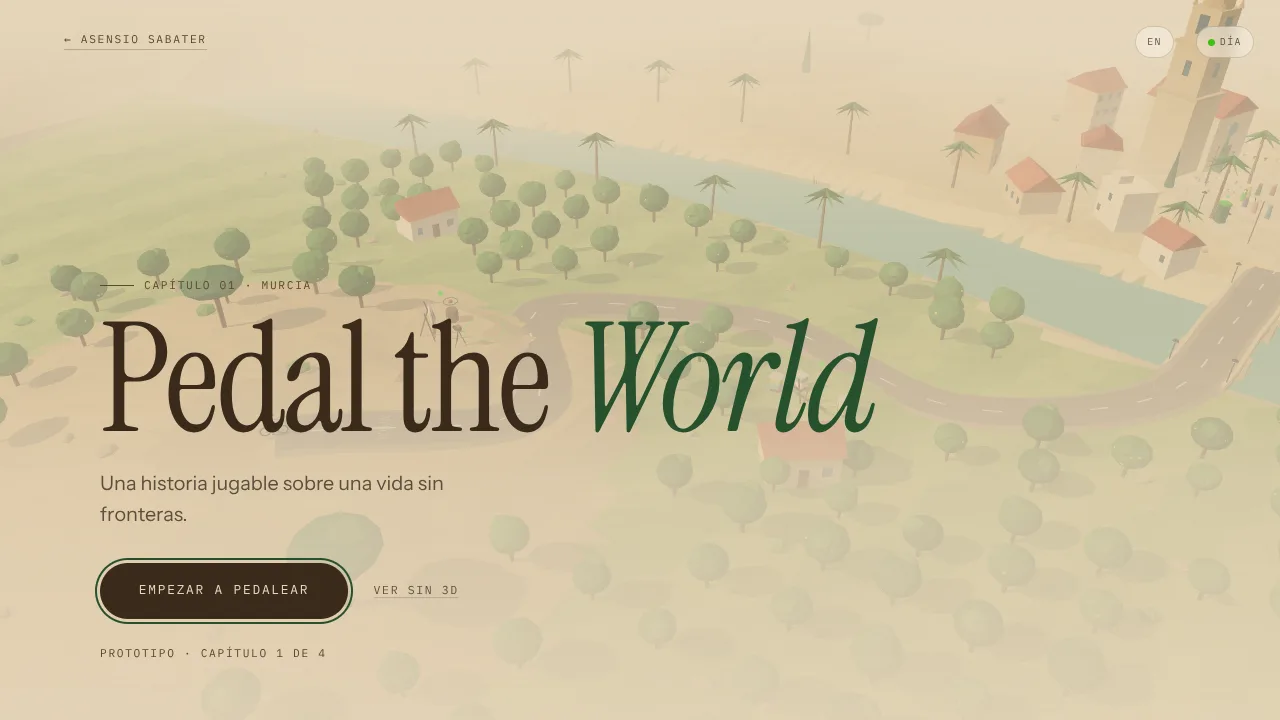 ← ASENSIO SABATER
EN
DÍA
CAPÍTULO 01 · MURCIA
Pedal the World
Una historia jugable sobre una vida sin
fronteras.
EMPEZAR A PEDALEAR
VER SIN 3D
PROTOTIPO · CAPÍTULO 1 DE 4